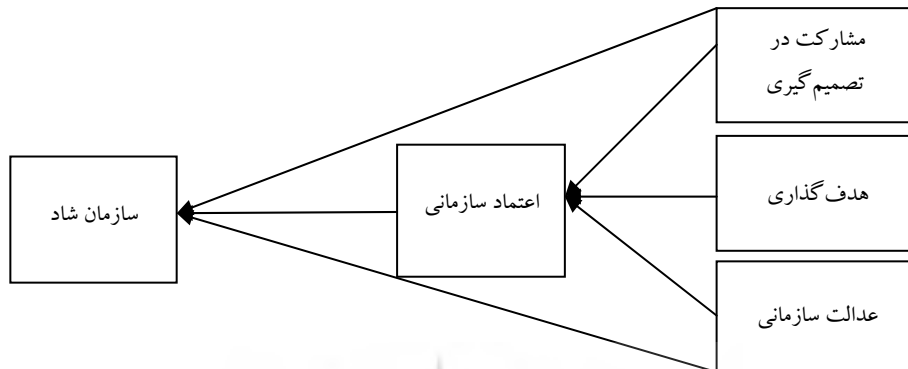 مشارکت در
تصمیم‌گیری
هدف‌گذاری
عدالت سازمانی
اعتماد سازمانی
سازمان شاد